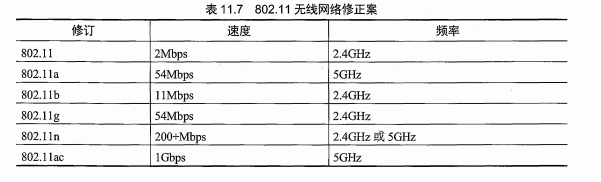 表 11.7 802.11 无线网络修正案
修订 速度 频率
802.11 2Mbps 2.4GHz
802.11a 54Mbps 5GHz
802.11b 11Mbps 2.4GHz
802.11g 54Mbps 2.4GHz
802.11n 200+Mbps 2.4GHz 或 5GHz
802.11ac 1Gbps 5GHz